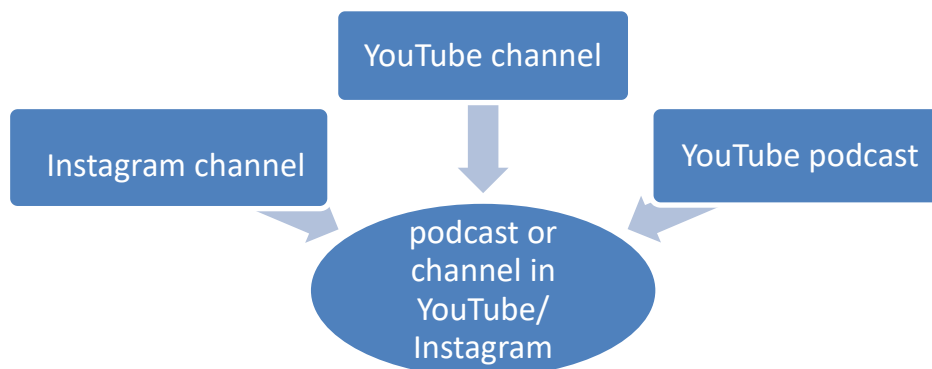 YouTube channel
Instagram channel
YouTube podcast
podcast or
channel in
YouTube/
Instagram